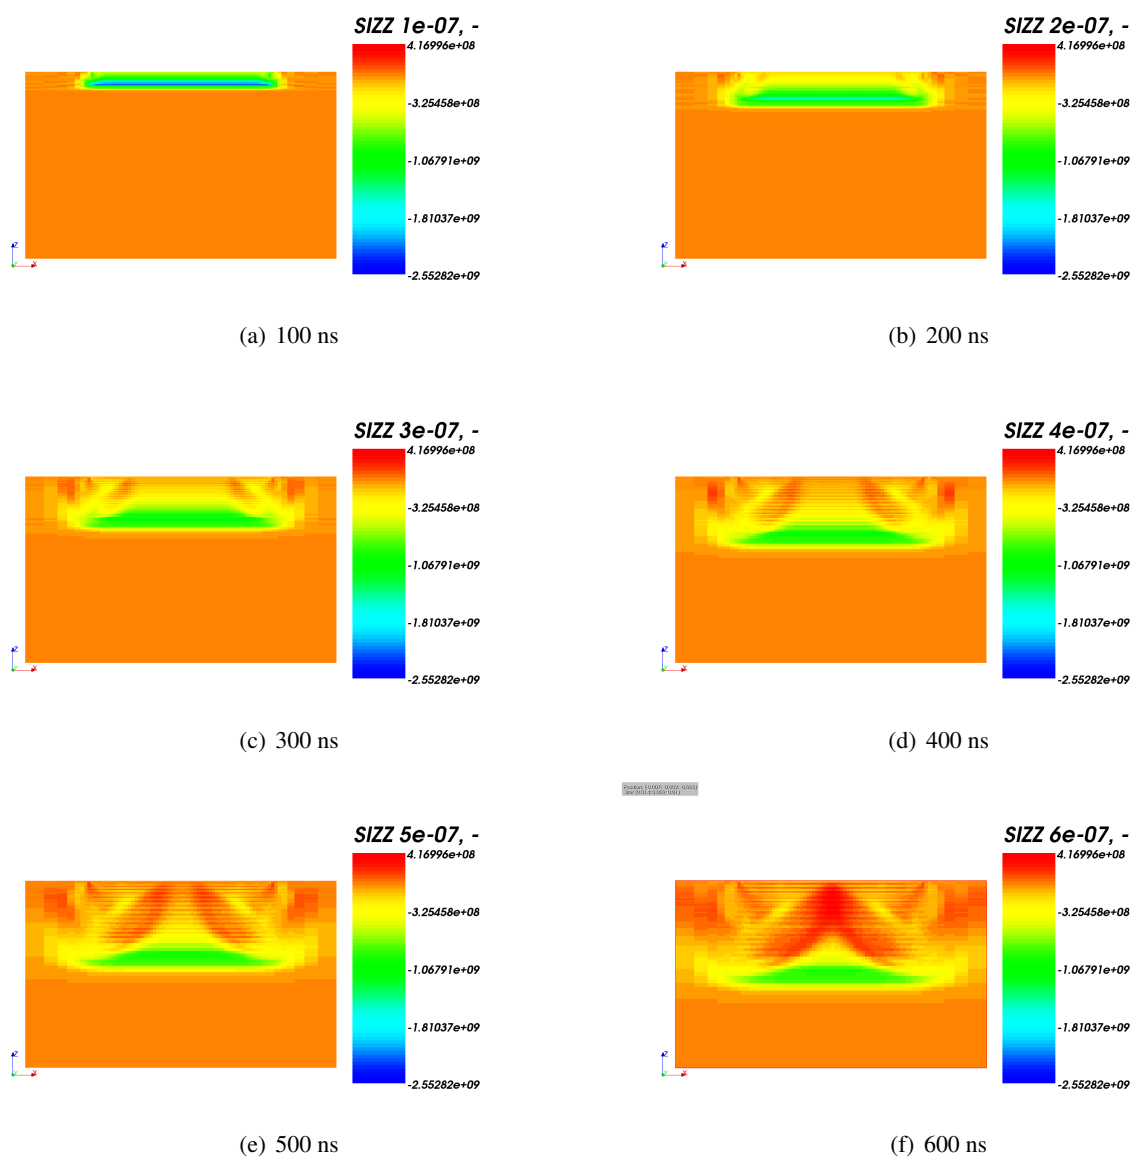 SIZZ 1e-07, -
4.16996e+08
-3.25458e+08
-1.06791e+09
-1.81037e+09
-2.55282e+09
Z
X
(a) 100 ns
SIZZ 2e-07, -
4.16996e+08
-3.25458e+08
-1.06791e+09
-1.81037e+09
-2.55282e+09
Z
X
(b) 200 ns
SIZZ 3e-07, -
4.16996e+08
-3.25458e+08
-1.06791e+09
-1.81037e+09
-2.55282e+09
Z
X
(c) 300 ns
SIZZ 4e-07, -
4.16996e+08
-3.25458e+08
-1.06791e+09
-1.81037e+09
-2.55282e+09
Z
X
(d) 400 ns
SIZZ 5e-07, -
4.16996e+08
-3.25458e+08
-1.06791e+09
-1.81037e+09
-2.55282e+09
Z
X
(e) 500 ns
SIZZ 6e-07, -
4.16996e+08
-3.25458e+08
-1.06791e+09
-1.81037e+09
-2.55282e+09
Z
X
(f) 600 ns